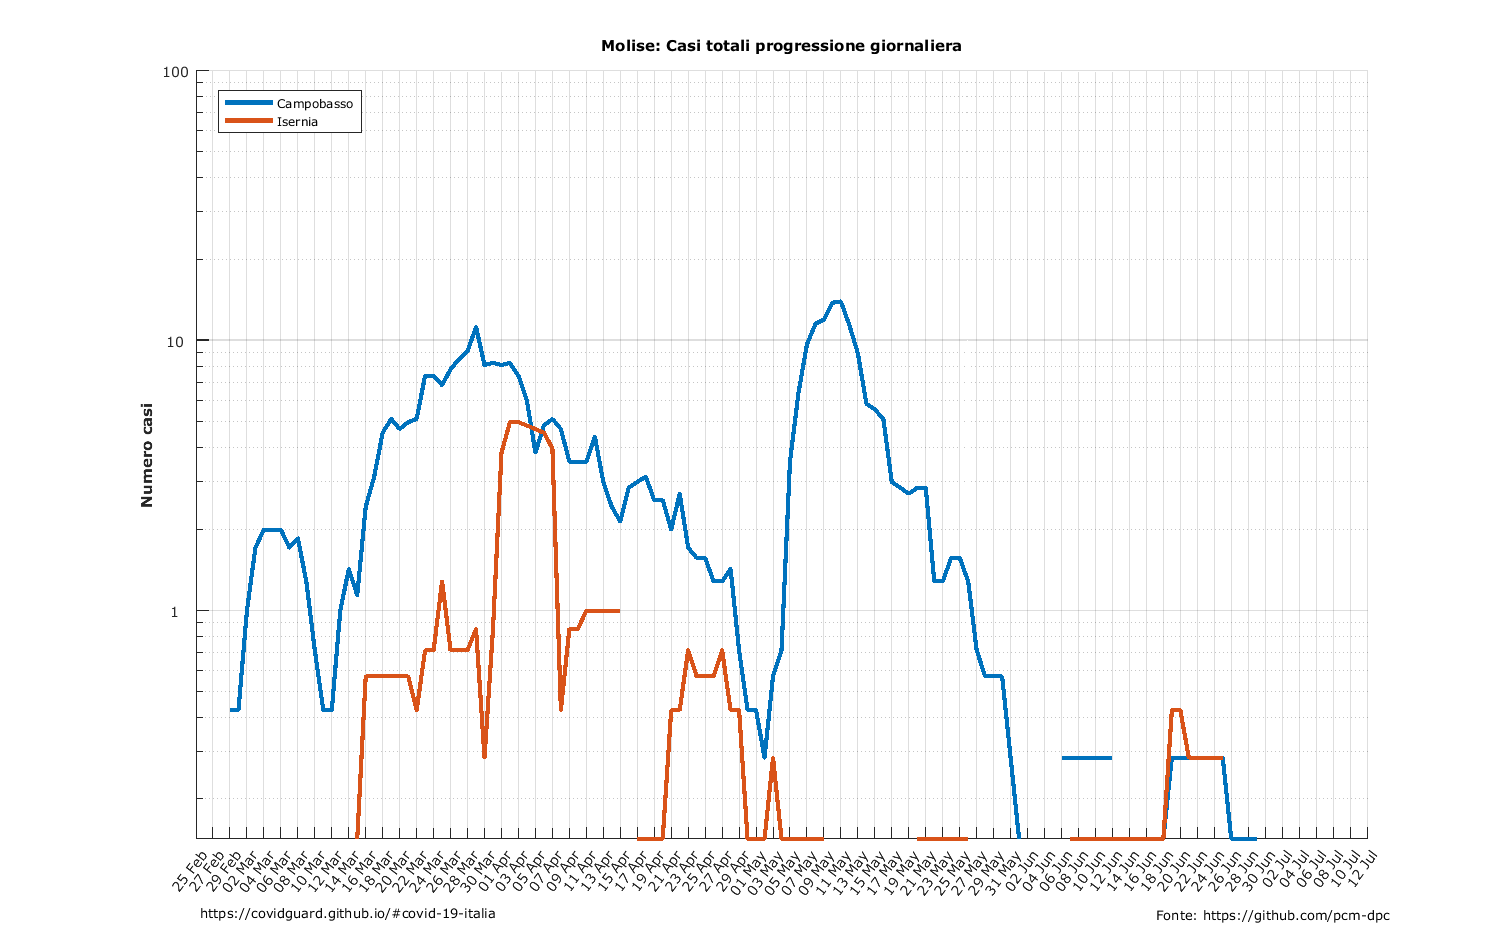 Molise: Casi totali progressione giornaliera
100
10
1
Numero casi
Campobasso
Isernia
25 Feb
27 Feb
29 Feb
02 Mar
04 Mar
06 Mar
08 Mar
10 Mar
12 Mar
14 Mar
16 Mar
18 Mar
20 Mar
22 Mar
24 Mar
26 Mar
28 Mar
30 Mar
01 Apr
03 Apr
05 Apr
07 Apr
09 Apr
11 Apr
13 Apr
15 Apr
17 Apr
19 Apr
21 Apr
23 Apr
25 Apr
27 Apr
29 Apr
01 May
03 May
05 May
07 May
09 May
11 May
13 May
15 May
17 May
19 May
21 May
23 May
25 May
27 May
29 May
31 May
02 Jun
04 Jun
06 Jun
08 Jun
10 Jun
12 Jun
14 Jun
16 Jun
18 Jun
20 Jun
22 Jun
24 Jun
26 Jun
28 Jun
30 Jun
02 Jul
04 Jul
06 Jul
08 Jul
10 Jul
12 Jul
https://covidguard.github.io/#covid-19-italia
Fonte: https://github.com/pcm-dpc